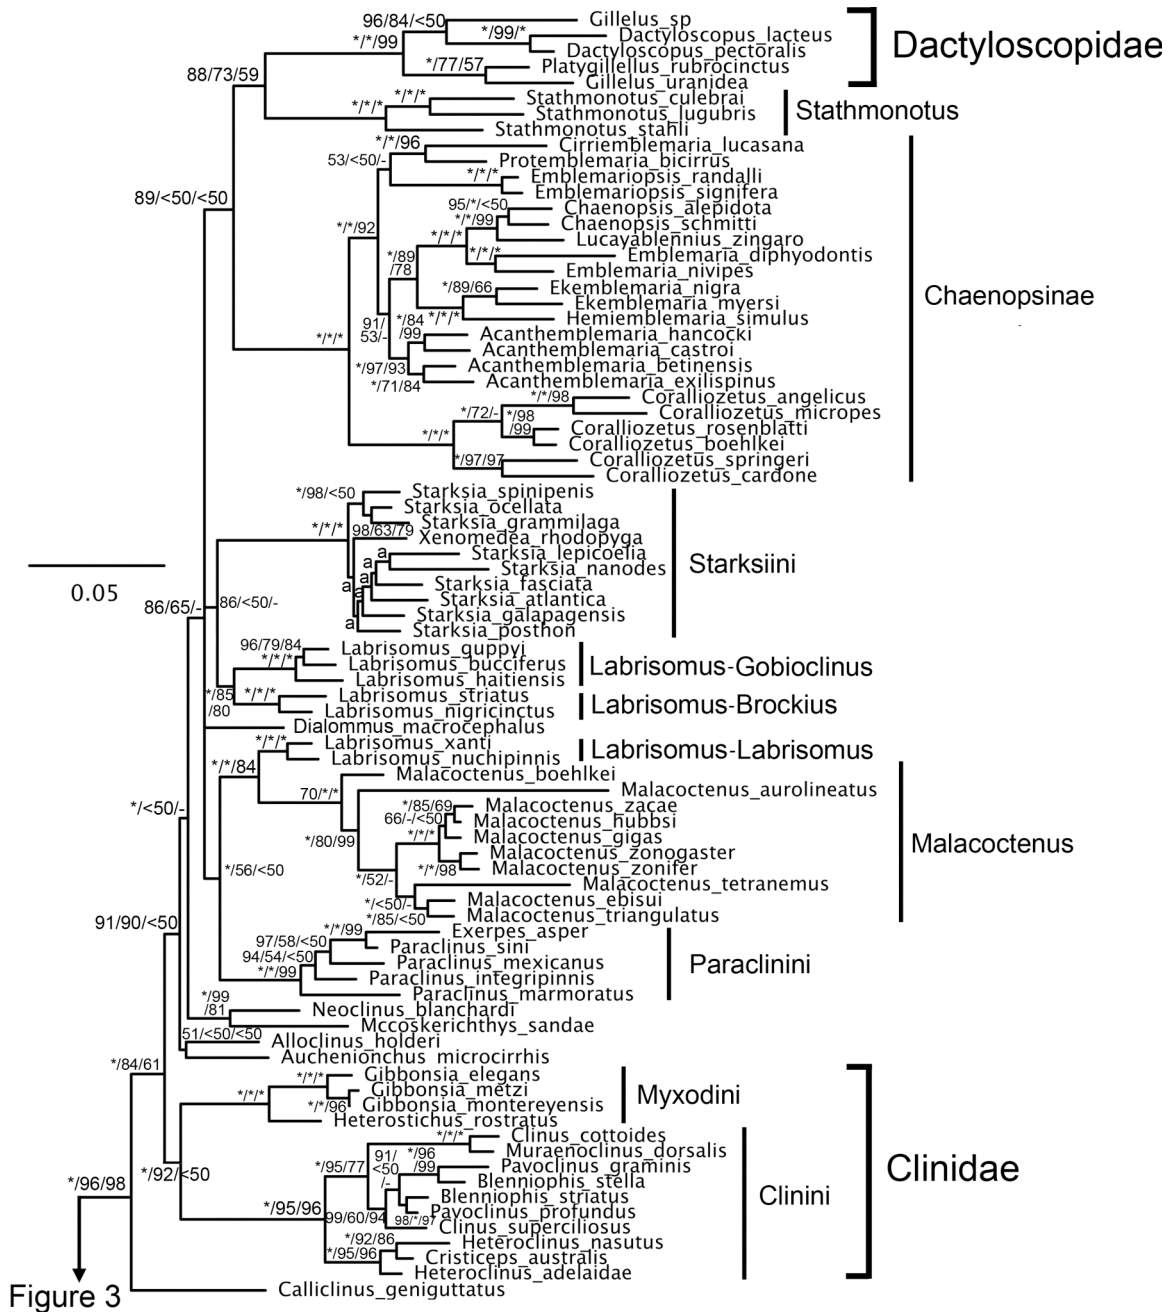 96/84/<50
Gillelus_sp
*/*/99
*/99/*
Dactyloscopus_lacteus
Dactyloscopus_pectoralis
*/77/57
Platygillellus_rubrocinctus
Gillelus_uranidea
Dactyloscopidae
88/73/59
*/*/*
*/*/*
Stathmonotus_culebrai
Stathmonotus_lugubris
Stathmonotus_stahli
Stathmonotus
*/*/96
Cirriemblemaria_lucasana
53/<50/-
Protemblemaria_bicirrus
*/*/*
Emblemariopsis_randalli
Emblemariopsis_signifera
89/<50/<50
95/*/<50
Chaenopsis_alepidota
*/*/99
Chaenopsis_schmitti
*/*/92
*/*/*
Lucayablennius_zingaro
*/*/*
Emblemaria_diphyodontis
*/89
/78
Emblemaria_nivipes
*/89/66
Ekemblemaria_nigra
Ekemblemaria_myersi
*/*/*
Hemiemblemaria_simulus
Chaenopsinae
91/
53/-
*/84
/99
*/*/*
Acanthemblemaria_hancocki
Acanthemblemaria_castroi
*/97/93
Acanthemblemaria_betinensis
*/71/84
Acanthemblemaria_exilispinus
*/*/98
Coralliozetus_angelicus
*/72/-
Coralliozetus_micropes
*/98
/99
Coralliozetus_rosenblatti
*/*/*
Coralliozetus_boehlkei
*/97/97
Coralliozetus_springeri
Coralliozetus_cardone
*/98/<50
Starksia_spinipenis
Starksia_ocellata
*/*/*
Starksia_grammilaga
98/63/79
Xenomedea_rhodopyga
a
Starksia_lepicoelia
a
Starksia_nanodes
a
Starksia_fasciata
a
a
Starksia_atlantica
Starksia_galapagensis
a
Starksia_posthon
Starksiini
0.05
86/65/-
86/<50/-
96/79/84
Labrisomus_guppyi
*/*/*
Labrisomus_bucciferus
Labrisomus_haitiensis
Labrisomus-Gobioclinus
*/85
/80
*/*/*
Labrisomus_striatus
Labrisomus_nigricinctus
Labrisomus-Brockius
Dialommus_macrocephalus
*/*/*
Labrisomus_xanti
Labrisomus_nuchipinnis
Labrisomus-Labrisomus
*/*/84
Malacoctenus_boehlkei
70/*/*
Malacoctenus_aurolineatus
*/<50/-
*/85/69
Malacoctenus_zacae
66/-/<50
Malacoctenus_hubbsi
*/80/99
*/*/*
Malacoctenus_gigas
Malacoctenus_zonogaster
*/*/98
Malacoctenus_zonifer
*/56/<50
*/52/-
Malacoctenus_tetranemus
*/<50/-
Malacoctenus_ebisui
*/85/<50
Malacoctenus_triangulatus
Malacoctenus
91/90/<50
*/*/99
Exerpes_asper
97/58/<50
Paraclinus_sini
94/54/<50
Paraclinus_mexicanus
*/*/99
Paraclinus_integripinnis
Paraclinus_marmoratus
Paraclinini
*/99
/81
Neoclinus_blanchardi
Mccoskerichthys_sandae
51/<50/<50
Alloclinus_holderi
Auchenionchus_microcirrhis
*/84/61
*/*/*
Gibbonsia_elegans
*/*/*
Gibbonsia_metzi
*/*/96
Gibbonsia_montereyensis
Heterostichus_rostratus
Myxodini
*/*/*
Clinus_cottoides
Muraenoclinus_dorsalis
*/92/<50
*/95/77
91/
<50
/-
*/96
/99
Pavoclinus_graminis
Blenniophis_stella
Blenniophis_striatus
*/95/96
Pavoclinus_profundus
99/60/94
98/*/97
Clinus_superciliosus
*/92/86
Heteroclinus_nasutus
*/95/96
Cristiceps_australis
Heteroclinus_adelaidae
Clinini
Clinidae
*/96/98
Calliclinus_geniguttatus
Figure 3